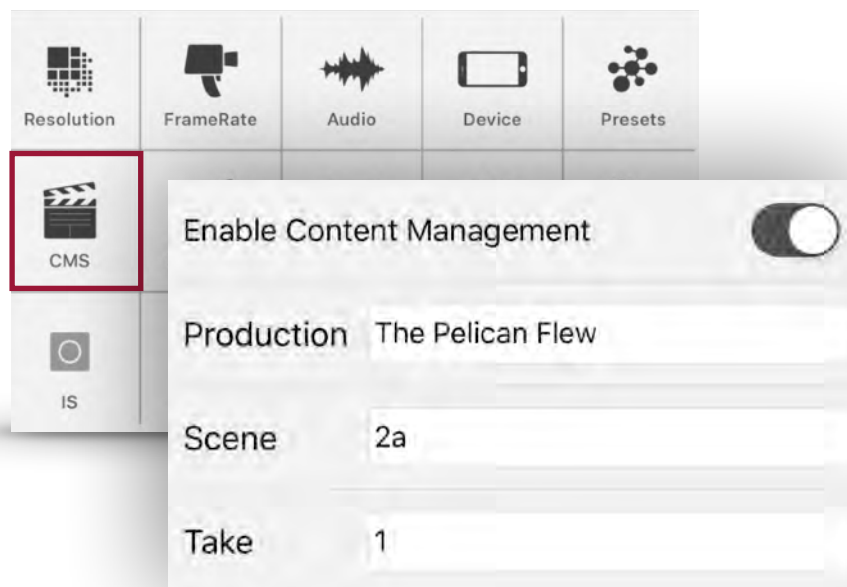 Resolution
FrameRate
Audio
Device
Presets
CMS
Enable Content Management
Production The Pelican Flew
IS
Scene 2a
Take 1